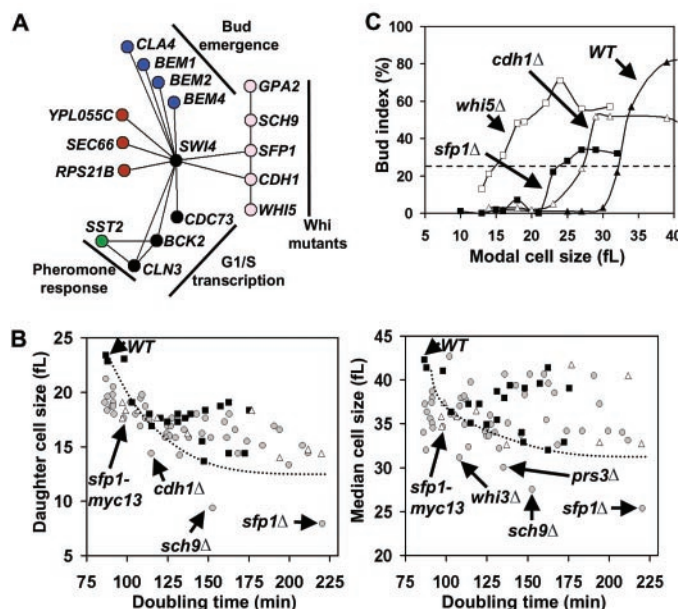 A
CLA4
BEM1
BEM2
BEM4
Bud
emergence
GPA2
SCH9
SFP1
CDH1
WHI5
Whi
mutants
YPL055C
SEC66
RPS21B
SWI4
CDC73
SST2
BCK2
CLN3
Pheromone
response
G1/S
transcription
C
Bud index (%)
100
80
60
40
20
0
whi5Δ
cdh1Δ
WT
sfp1Δ
5 10 15 20 25 30 35 40
Modal cell size (fL)
B
Daughter cell size (fL)
25
20
15
10
5
WT
sfp1-
myc13
cdh1Δ
sch9Δ
sfp1Δ
75 100 125 150 175 200 225
Doubling time (min)
Median cell size (fL)
45
40
35
30
25
20
WT
sfp1-
myc13
whi3Δ
prs3Δ
sch9Δ
sfp1Δ
75 100 125 150 175 200 225
Doubling time (min)